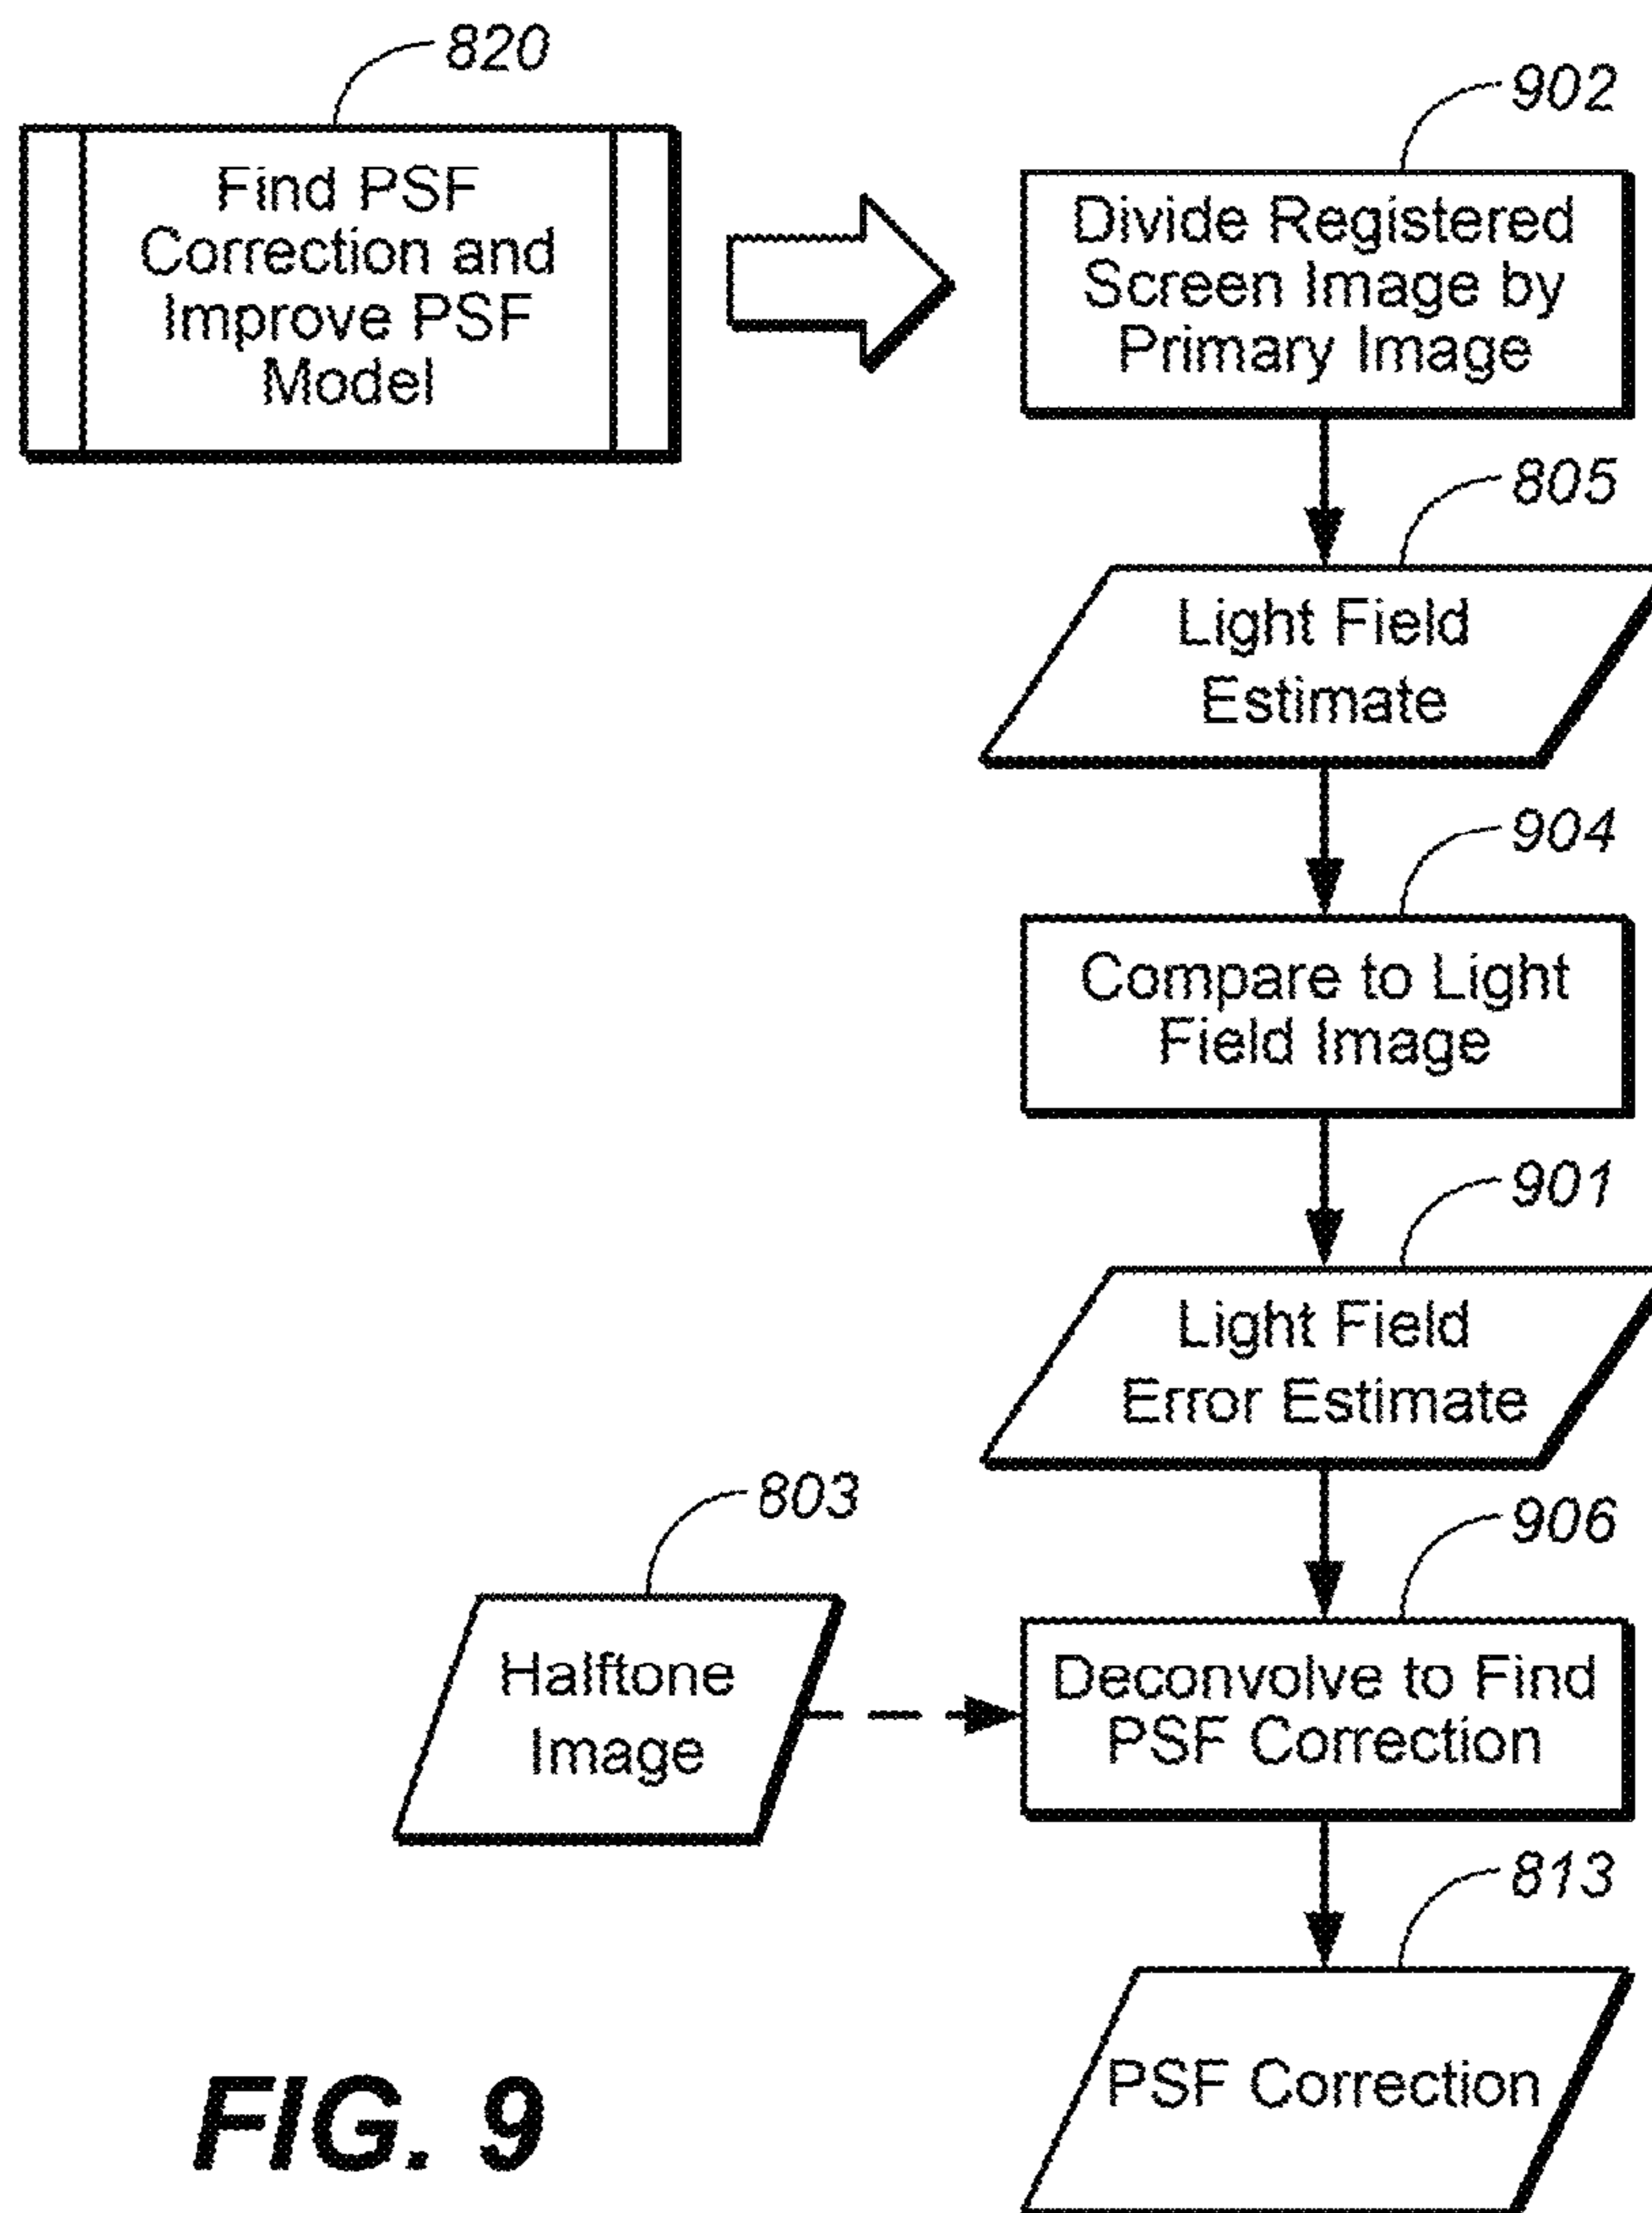 820
Find PSF
Correction and
Improve PSF
Model
902
Divide Registered
Screen Image by
Primary Image
805
Light Field
Estimate
904
Compare to Light
Field Image
901
Light Field
Error Estimate
803
Halftone
Image
906
Deconvolve to Find
PSF Correction
813
PSF Correction
FIG. 9